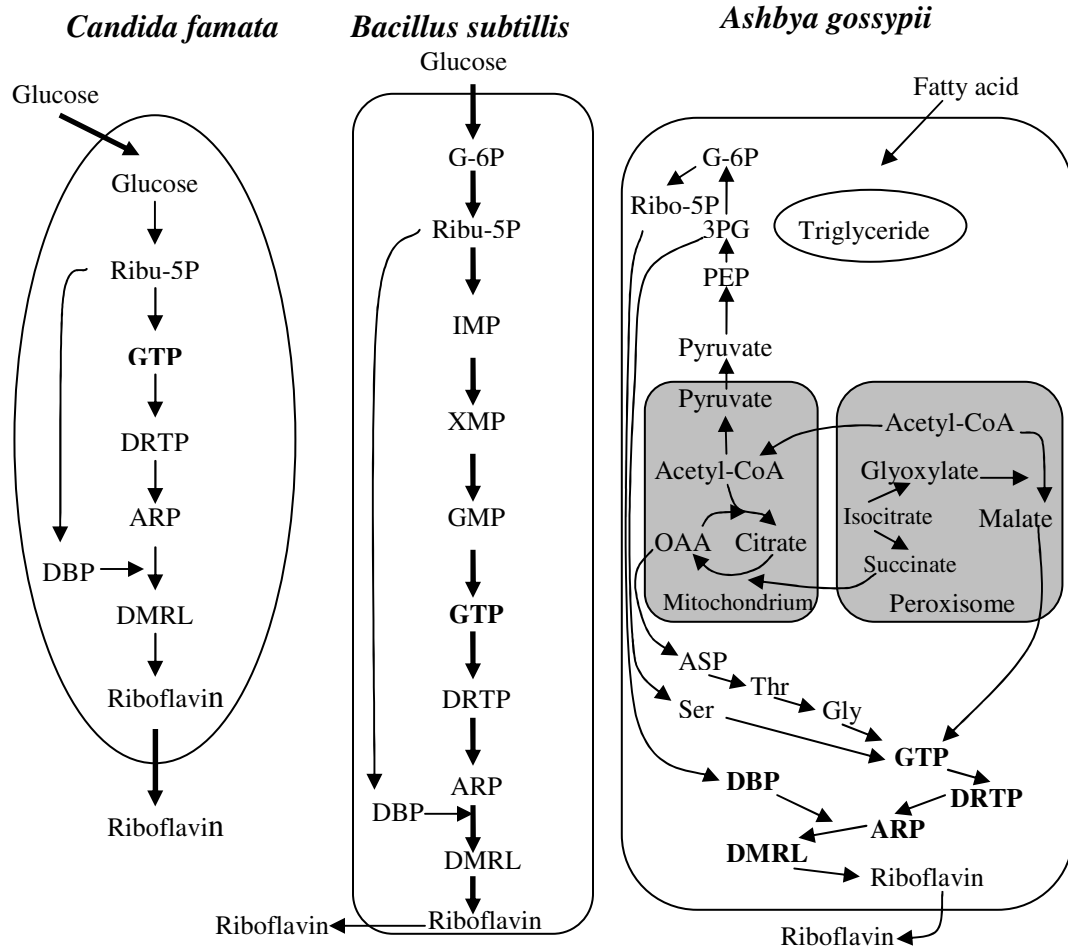 Candida famata
Glucose
Glucose
Ribu-5P
GTP
DRTP
ARP
DBP
DMRL
Riboflavin
Riboflavin
Bacillus subtillis
Glucose
G-6P
Ribu-5P
IMP
XMP
GMP
GTP
DRTP
ARP
DBP
DMRL
Riboflavin
Riboflavin
Ashbya gossypii
Fatty acid
G-6P
Ribo-5P
3PG
Triglyceride
PEP
Pyruvate
Pyruvate
Acetyl-CoA
OAA
Citrate
Mitochondrium
Acetyl-CoA
Glyoxylate
Isocitrate
Malate
Succinate
Peroxisome
ASP
Thr
Gly
Ser
GTP
DBP
DRTP
ARP
DMRL
Riboflavin
Riboflavin